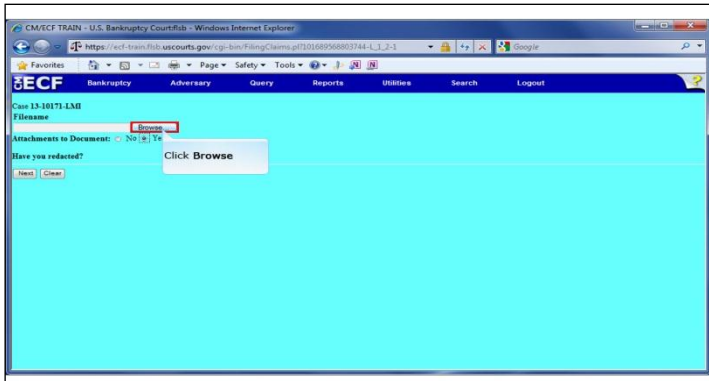 CM/ECF TRAIN - U.S. Bankruptcy Court:flsb - Windows Internet Explorer
https://ecf-train.flsb.uscourts.gov/cgi-bin/FilingClaims.pl?101689568803744-L_1_2-1
Google
Favorites Page Safety Tools
ECF Bankruptcy Adversary Query Reports Utilities Search Logout ?
Case 13-10171-LMI
Filename
Browse...
Attachments to Document: No Yes
Click Browse
Have you redacted?
Next Clear